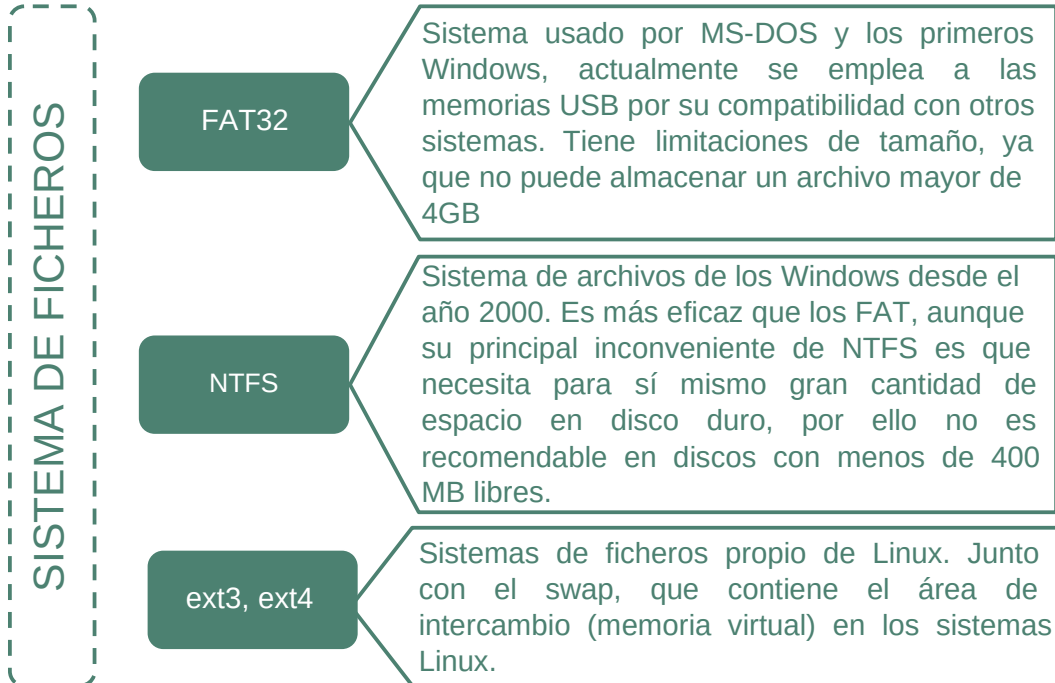 SISTEMA DE FICHEROS
FAT32
Sistema usado por MS-DOS y los primeros
Windows, actualmente se emplea a las
memorias USB por su compatibilidad con otros
sistemas. Tiene limitaciones de tamaño, ya
que no puede almacenar un archivo mayor de
4GB
NTFS
Sistema de archivos de los Windows desde el
año 2000. Es más eficaz que los FAT, aunque
su principal inconveniente de NTFS es que
necesita para sí mismo gran cantidad de
espacio en disco duro, por ello no es
recomendable en discos con menos de 400
MB libres.
ext3, ext4
Sistemas de ficheros propio de Linux. Junto
con el swap, que contiene el área de
intercambio (memoria virtual) en los sistemas
Linux.